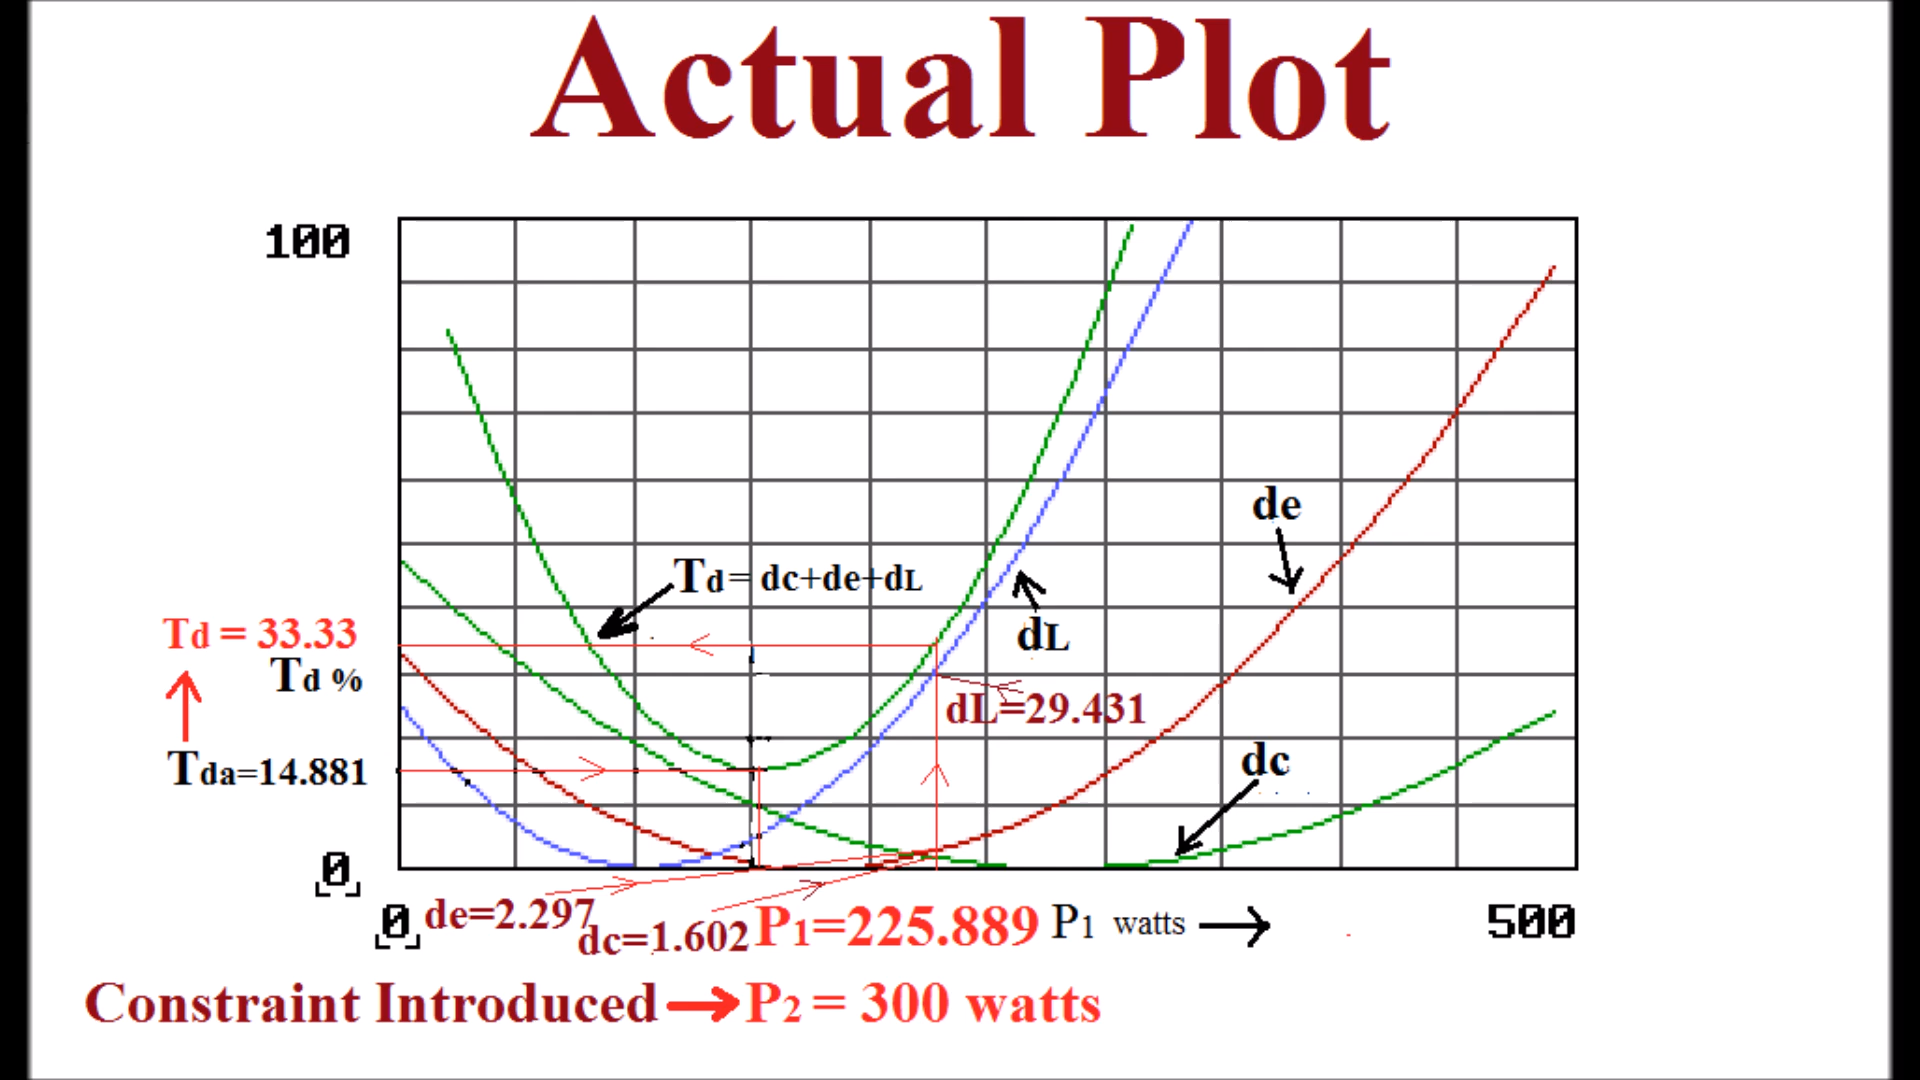 Actual Plot
100
de
Td = dc+de+dL
Td = 33.33
dL
Td %
dL=29.431
Tda=14.881
dc
0
0
de=2.297
dc=1.602
P1=225.889
P1 watts
500
Constraint Introduced → P2 = 300 watts